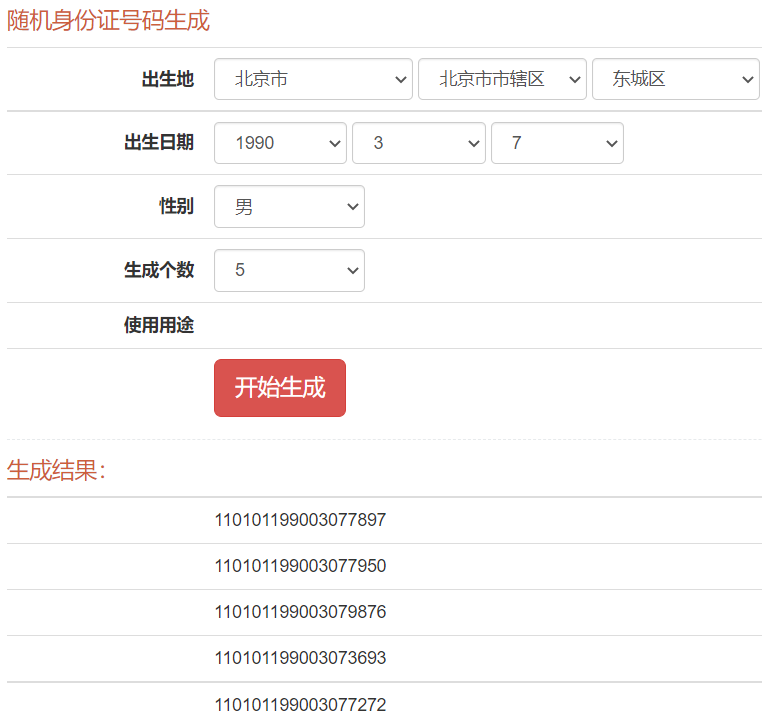 随机身份证号码生成
出生地 北京市 北京市市辖区 东城区
出生日期 1990 3 7
性别 男
生成个数 5
使用用途
开始生成
生成结果：
110101199003077897
110101199003077950
110101199003079876
110101199003073693
110101199003077272